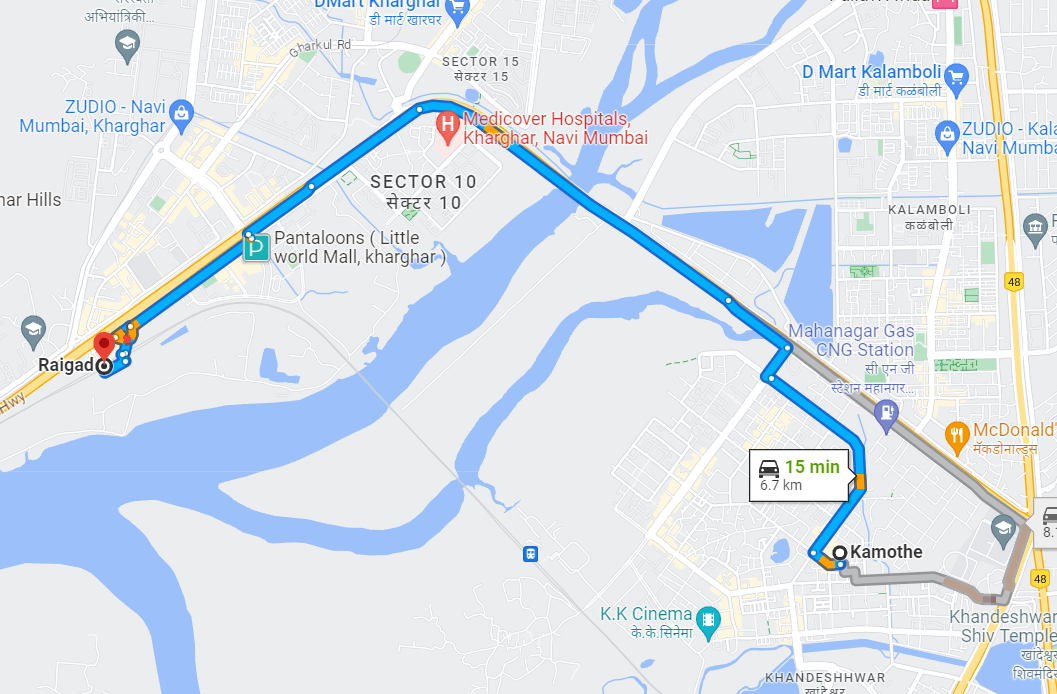 DMart Kharghar
डी मार्ट खारघर
अभियांत्रिकी...
Gharkul Rd
SECTOR 15
सेक्टर 15
D Mart Kalamboli
डी मार्ट कळंबोली
ZUDIO - Navi
Mumbai, Kharghar
Medicover Hospitals,
Kharghar, Navi Mumbai
ZUDIO - Kala
Navi Mumba
SECTOR 10
सेक्टर 10
nar Hills
KALAMBOLI
कळंबोली
Pantaloons ( Little
world Mall, kharghar )
48
Mahanagar Gas
CNG Station
सी एन जी
स्टेशन महानगर...
Raigad
Hwy
McDonald'
मॅकडोनाल्ड्स
15 min
6.7 km
8.
Kamothe
48
K.K Cinema
के.के.सिनेमा
Khandeshwar
Shiv Temple
खांदेश्व
शिवमंदि
KHANDESHHWAR
खांदेश्वर